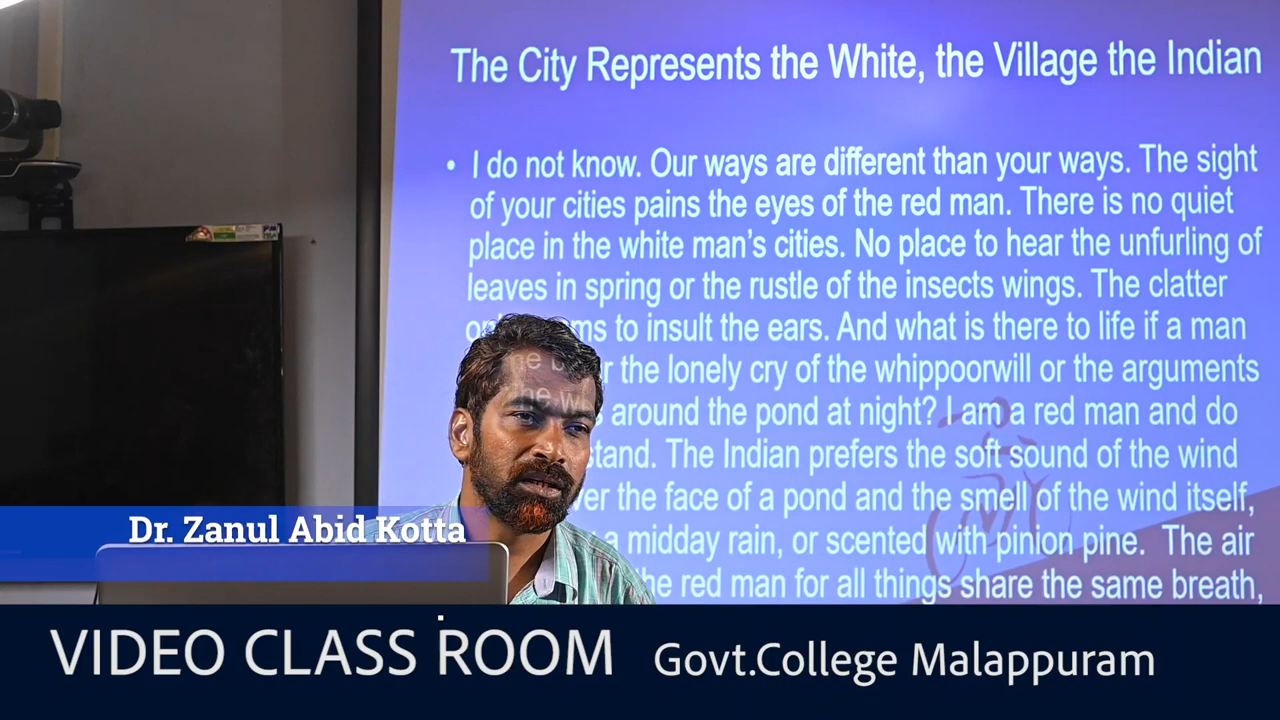 The City Represents the White, the Village the Indian
• I do not know. Our ways are different than your ways. The sight
of your cities pains the eyes of the red man. There is no quiet
place in the white man's cities. No place to hear the unfurling of
leaves in spring or the rustle of the insects wings. The clatter
to insult the ears. And what is there to life if a man
the lonely cry of the whippoorwill or the arguments
around the pond at night? I am a red man and do
The Indian prefers the soft sound of the wind
the face of a pond and the smell of the wind itself,
a midday rain, or scented with pinion pine. The air
the red man for all things share the same breath,
Dr. Zanul Abid Kotta
VIDEO CLASS ROOM Govt.College Malappuram